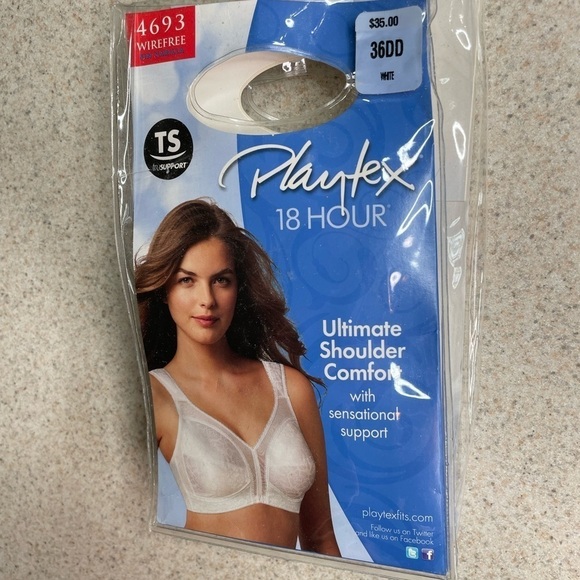 4693
WIREFREE
$35.00
36DD
WHITE
TS
truSUPPORT
Playtex
18 HOUR®
Ultimate
Shoulder
Comfort
with
sensational
support
playtexfits.com
Follow us on Twitter
and like us on Facebook